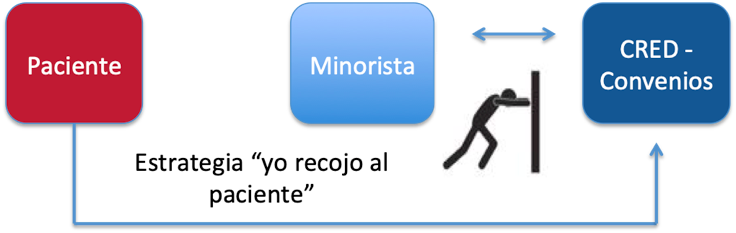 Paciente
Minorista
CRED -
Convenios
Estrategia “yo recojo al
paciente”